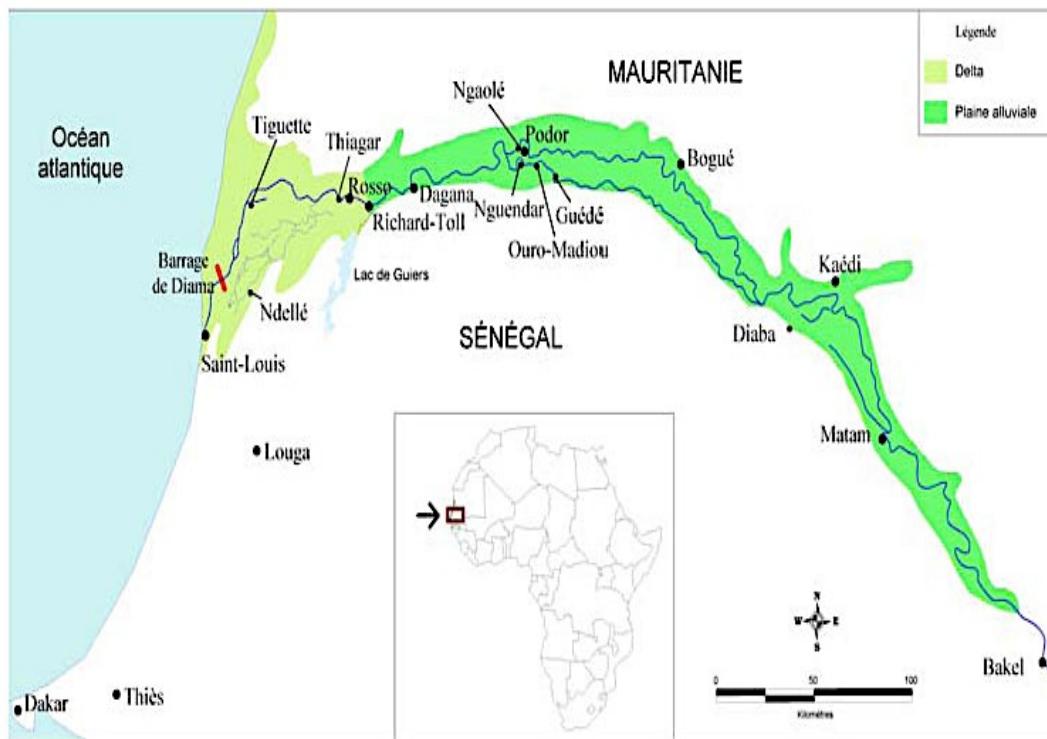 Légende
Delta
Plaine alluviale
MAURITANIE
Océan
atlantique
Ngaolé
Podor
Tiguette
Thiagar
Rosso
Bogué
Dagana
Richard-Toll
Nguendar
Guédé
Ouro-Madiou
Barrage
de Diama
Lac de Guiers
Kaédi
Ndellé
SÉNÉGAL
Diaba
Saint-Louis
Matam
Louga
N
W
E
S
Bakel
0
50
100
Kilométres
Dakar
Thiès